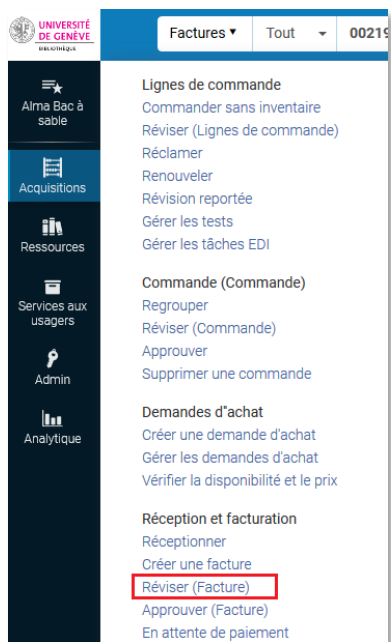 UNIVERSITÉ
DE GENÈVE
BIBLIOTHÈQUE
Factures
Tout
00219
Alma Bac à
sable
Acquisitions
Ressources
Services aux
usagers
Admin
Analytique
Lignes de commande
Commander sans inventaire
Réviser (Lignes de commande)
Réclamer
Renouveler
Révision reportée
Gérer les tests
Gérer les tâches EDI
Commande (Commande)
Regrouper
Réviser (Commande)
Approuver
Supprimer une commande
Demandes d"achat
Créer une demande d'achat
Gérer les demandes d'achat
Vérifier la disponibilité et le prix
Réception et facturation
Réceptionner
Créer une facture
Réviser (Facture)
Approuver (Facture)
En attente de paiement